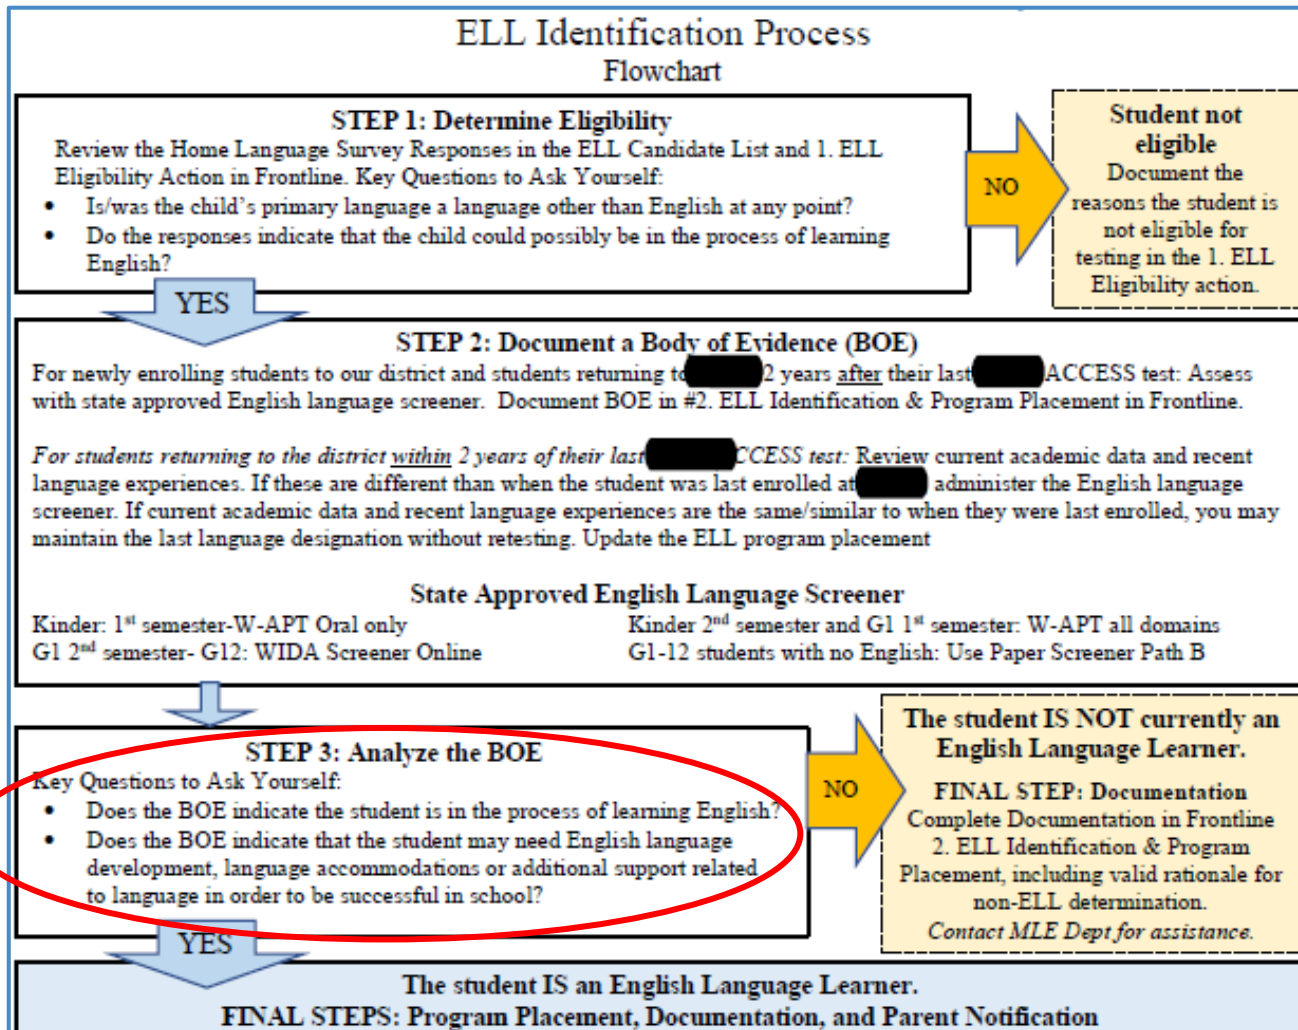 ELL Identification Process
Flowchart
STEP 1: Determine Eligibility
Review the Home Language Survey Responses in the ELL Candidate List and 1. ELL
Eligibility Action in Frontline. Key Questions to Ask Yourself:
• Is/was the child's primary language a language other than English at any point?
• Do the responses indicate that the child could possibly be in the process of learning
English?
NO
Student not
eligible
Document the
reasons the student is
not eligible for
testing in the 1. ELL
Eligibility action.
YES
STEP 2: Document a Body of Evidence (BOE)
For newly enrolling students to our district and students returning to 2 years after their last ACCESS test: Assess
with state approved English language screener. Document BOE in #2. ELL Identification & Program Placement in Frontline.
For students returning to the district within 2 years of their last CCESS test: Review current academic data and recent
language experiences. If these are different than when the student was last enrolled at administer the English language
screener. If current academic data and recent language experiences are the same/similar to when they were last enrolled, you may
maintain the last language designation without retesting. Update the ELL program placement
State Approved English Language Screener
Kinder: 1st semester-W-APT Oral only
G1 2nd semester- G12: WIDA Screener Online
Kinder 2nd semester and G1 1st semester: W-APT all domains
G1-12 students with no English: Use Paper Screener Path B
STEP 3: Analyze the BOE
Key Questions to Ask Yourself:
• Does the BOE indicate the student is in the process of learning English?
• Does the BOE indicate that the student may need English language
development, language accommodations or additional support related
to language in order to be successful in school?
NO
The student IS NOT currently an
English Language Learner.
FINAL STEP: Documentation
Complete Documentation in Frontline
2. ELL Identification & Program
Placement, including valid rationale for
non-ELL determination.
Contact MLE Dept for assistance.
YES
The student IS an English Language Learner.
FINAL STEPS: Program Placement, Documentation, and Parent Notification